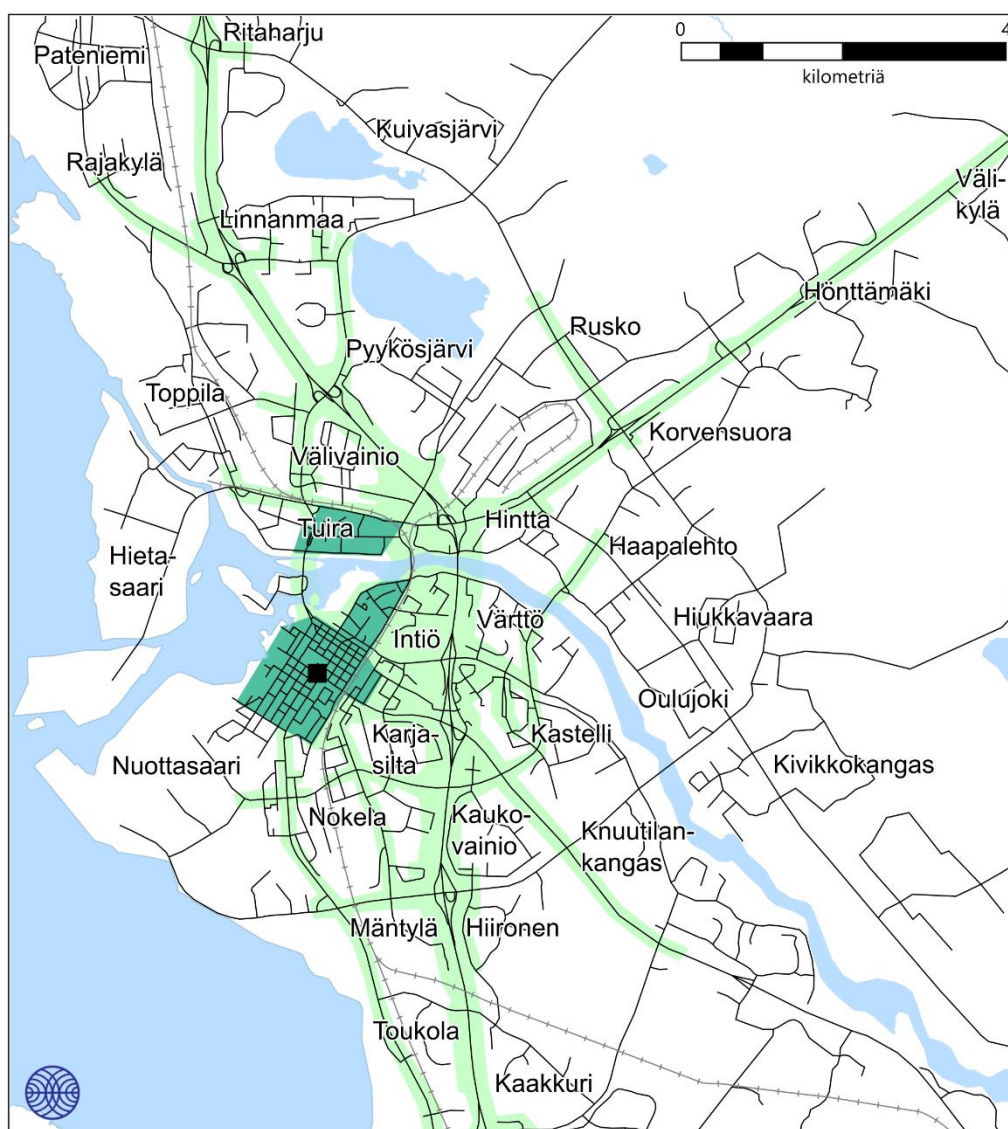 Ritaharju
0
4
Pateniemi
kilometriä
Kuivasjärvi
Rajakylä
Väli-
kylä
Linnanmaa
Hönttämäki
Rusko
Pyykösjärvi
Toppila
Korvensuora
Välivainio
Tuira
Hintta
Haapalehto
Hieta-
saari
Hiukkavaara
Värttö
Intiö
Oulujoki
Karja-
silta
Kastelli
Nuottasaari
Kivikkokangas
Nokela
Kauko-
vainio
Knuutilan-
kangas
Mäntylä
Hiironen
Toukola
Kaakkuri